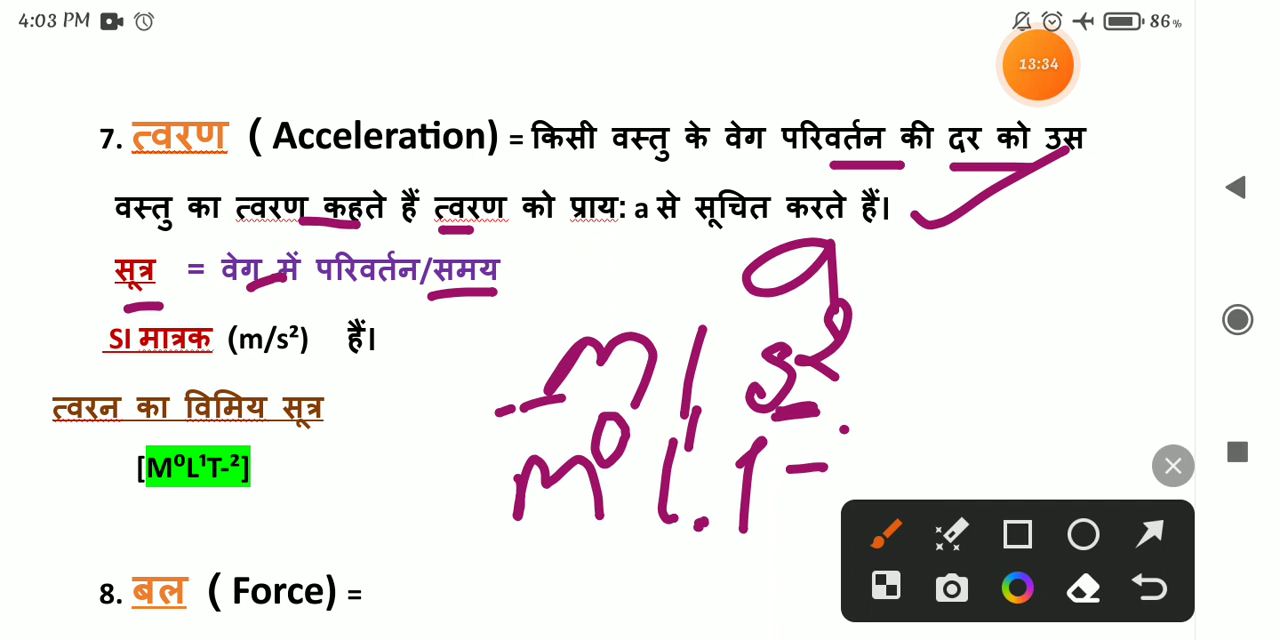 4:03 PM 86%
13:34
7. त्वरण ( Acceleration) = किसी वस्तु के वेग परिवर्तन की दर को उस
वस्तु का त्वरण कहते हैं त्वरण को प्राय: a से सूचित करते हैं।
सूत्र = वेग में परिवर्तन/समय
a
SI मात्रक (m/s²) हैं।
m/s²
त्वरन का विमिय सूत्र
[M⁰L¹T-²]
8. बल ( Force) =